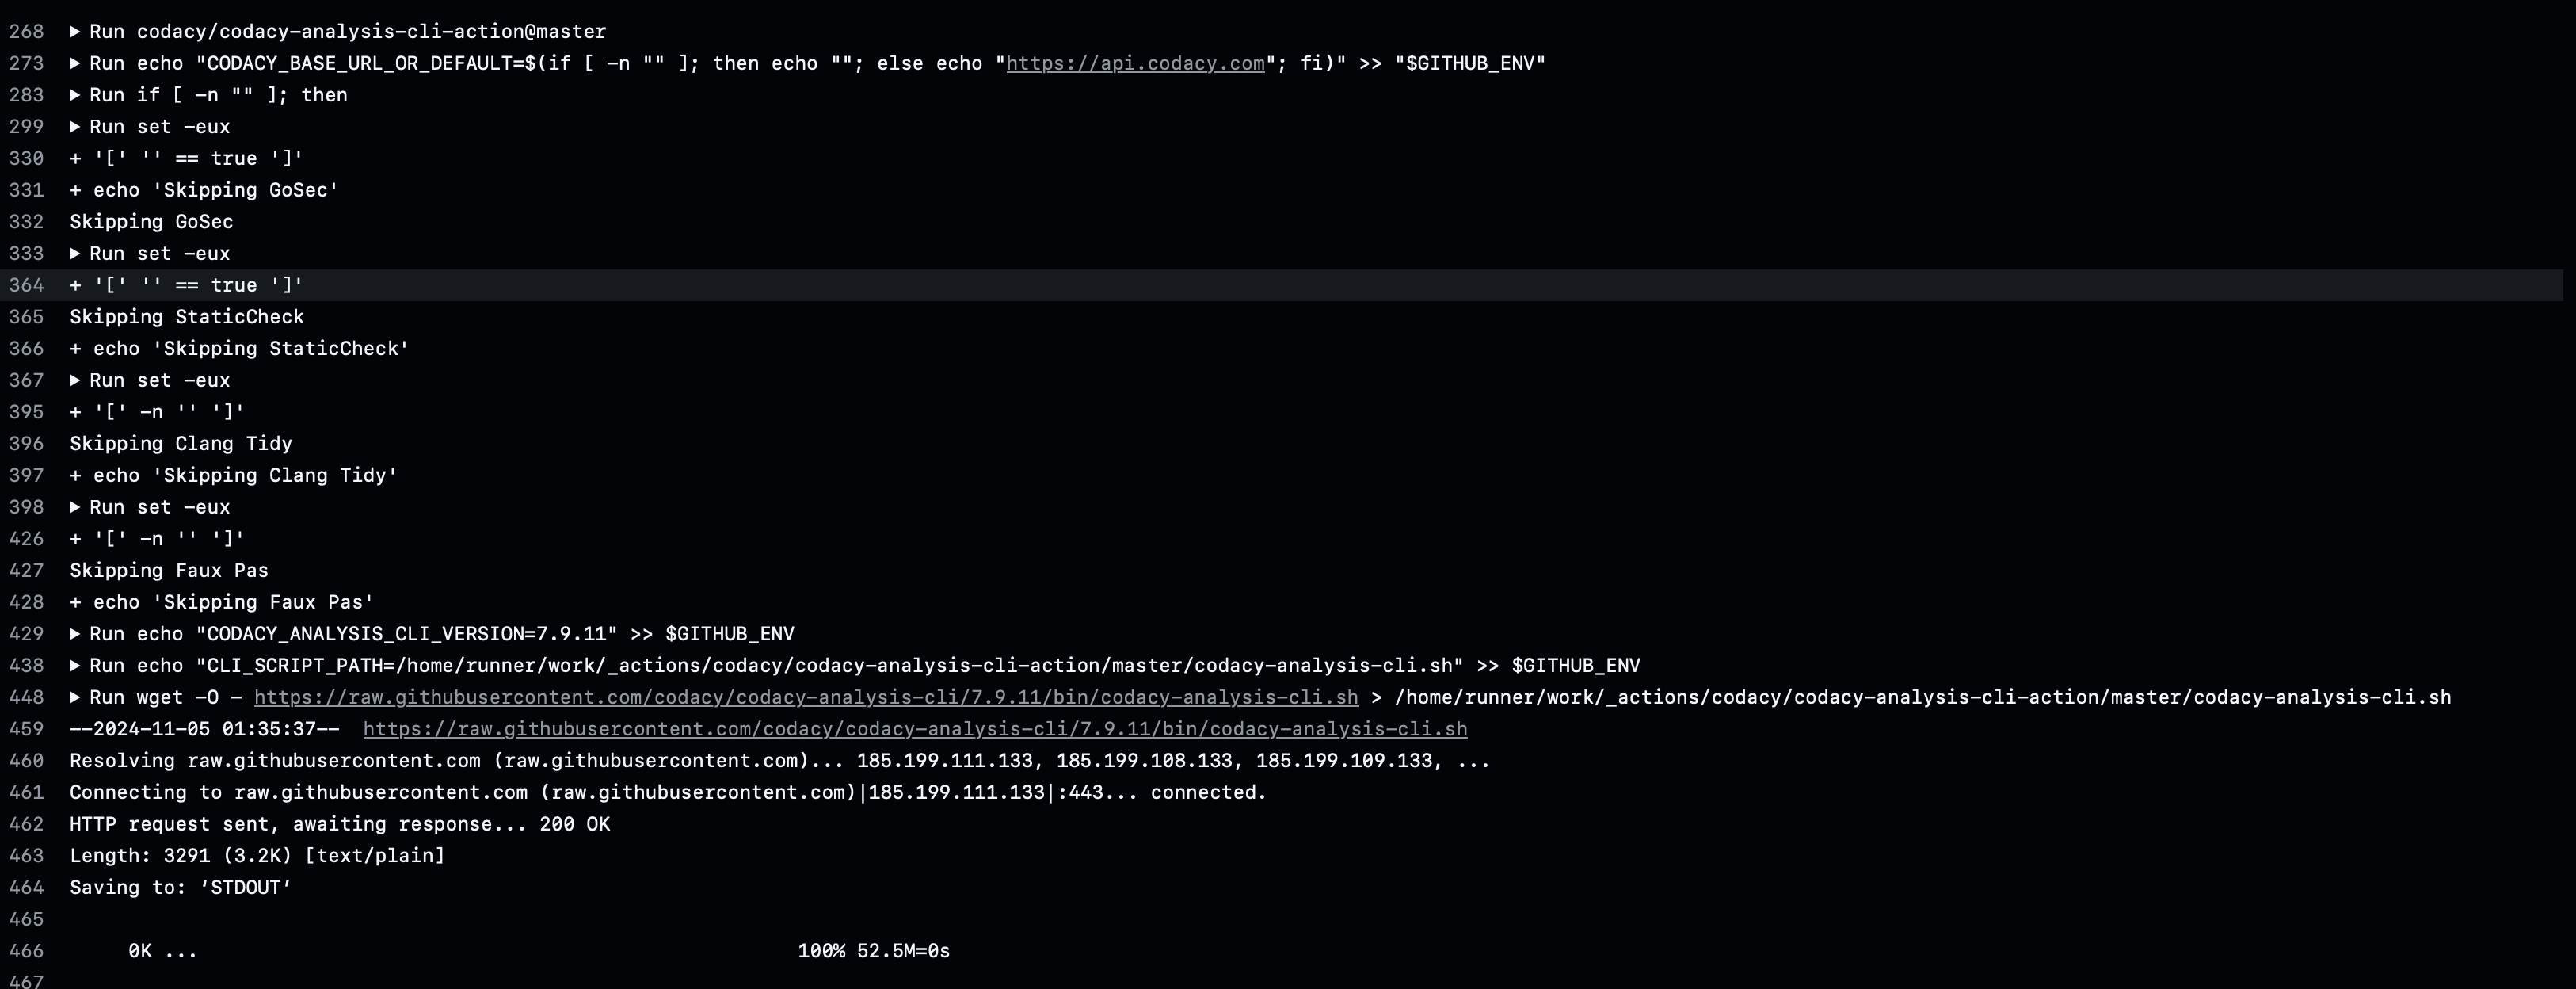 268 ▶ Run codacy/codacy-analysis-cli-action@master
273 ▶ Run echo "CODACY_BASE_URL_OR_DEFAULT=$(if [ -n "" ]; then echo ""; else echo "https://api.codacy.com"; fi)" >> "$GITHUB_ENV"
283 ▶ Run if [ -n "" ]; then
299 ▶ Run set -eux
330 + '[' '' == true ']'
331 + echo 'Skipping GoSec'
332 Skipping GoSec
333 ▶ Run set -eux
364 + '[' '' == true ']'
365 Skipping StaticCheck
366 + echo 'Skipping StaticCheck'
367 ▶ Run set -eux
395 + '[' -n '' ']'
396 Skipping Clang Tidy
397 + echo 'Skipping Clang Tidy'
398 ▶ Run set -eux
426 + '[' -n '' ']'
427 Skipping Faux Pas
428 + echo 'Skipping Faux Pas'
429 ▶ Run echo "CODACY_ANALYSIS_CLI_VERSION=7.9.11" >> $GITHUB_ENV
438 ▶ Run echo "CLI_SCRIPT_PATH=/home/runner/work/_actions/codacy/codacy-analysis-cli-action/master/codacy-analysis-cli.sh" >> $GITHUB_ENV
448 ▶ Run wget -O - https://raw.githubusercontent.com/codacy/codacy-analysis-cli/7.9.11/bin/codacy-analysis-cli.sh > /home/runner/work/_actions/codacy/codacy-analysis-cli-action/master/codacy-analysis-cli.sh
459 --2024-11-05 01:35:37-- https://raw.githubusercontent.com/codacy/codacy-analysis-cli/7.9.11/bin/codacy-analysis-cli.sh
460 Resolving raw.githubusercontent.com (raw.githubusercontent.com)... 185.199.111.133, 185.199.108.133, 185.199.109.133, ...
461 Connecting to raw.githubusercontent.com (raw.githubusercontent.com)|185.199.111.133|:443... connected.
462 HTTP request sent, awaiting response... 200 OK
463 Length: 3291 (3.2K) [text/plain]
464 Saving to: ‘STDOUT’
465
466 0K ... 100% 52.5M=0s
467